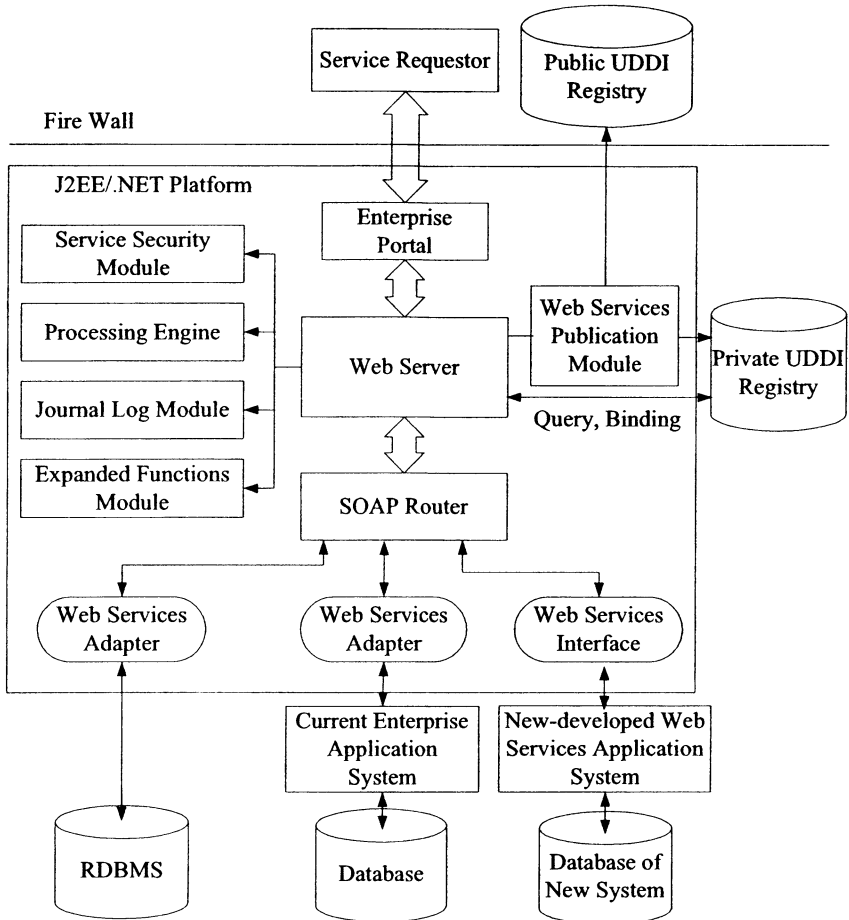 Service Requestor
Public UDDI
Registry
Fire Wall
J2EE/.NET Platform
Enterprise
Portal
Service Security
Module
Processing Engine
Journal Log Module
Expanded Functions
Module
Web Server
Web Services
Publication
Module
Private UDDI
Registry
Query, Binding
SOAP Router
Web Services
Adapter
Web Services
Adapter
Web Services
Interface
Current Enterprise
Application
System
New-developed Web
Services Application
System
RDBMS
Database
Database of
New System